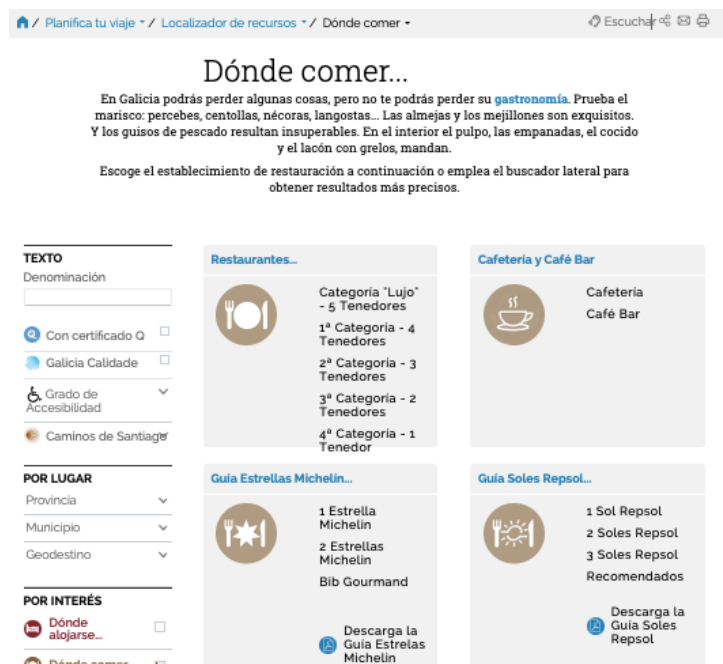 / Planifica tu viaje / Localizador de recursos / Dónde comer
Escuchar
Dónde comer...
En Galicia podrás perder algunas cosas, pero no te podrás perder su gastronomía. Prueba el
marisco: percebes, centollas, nécoras, langostas... Las almejas y los mejillones son exquisitos.
Y los guisos de pescado resultan insuperables. En el interior el pulpo, las empanadas, el cocido
y el lacón con grelos, mandan.
Escoge el establecimiento de restauración a continuación o emplea el buscador lateral para
obtener resultados más precisos.
TEXTO
Denominación
Con certificado Q
Galicia Calidade
Grado de
Accesibilidad
Caminos de Santiago
POR LUGAR
Provincia
Municipio
Geodestino
POR INTERÉS
Dónde
alojarse...
Dónde comer
Restaurantes...
Categoría "Lujo"
- 5 Tenedores
1ª Categoría - 4
Tenedores
2ª Categoría - 3
Tenedores
3ª Categoría - 2
Tenedores
4ª Categoría - 1
Tenedor
Cafetería y Café Bar
Cafetería
Café Bar
Guía Estrellas Michelin...
1 Estrella
Michelin
2 Estrellas
Michelin
Bib Gourmand
Descarga la
Guía Estrelas
Michelin
Guía Soles Repsol...
1 Sol Repsol
2 Soles Repsol
3 Soles Repsol
Recomendados
Descarga la
Guía Soles
Repsol